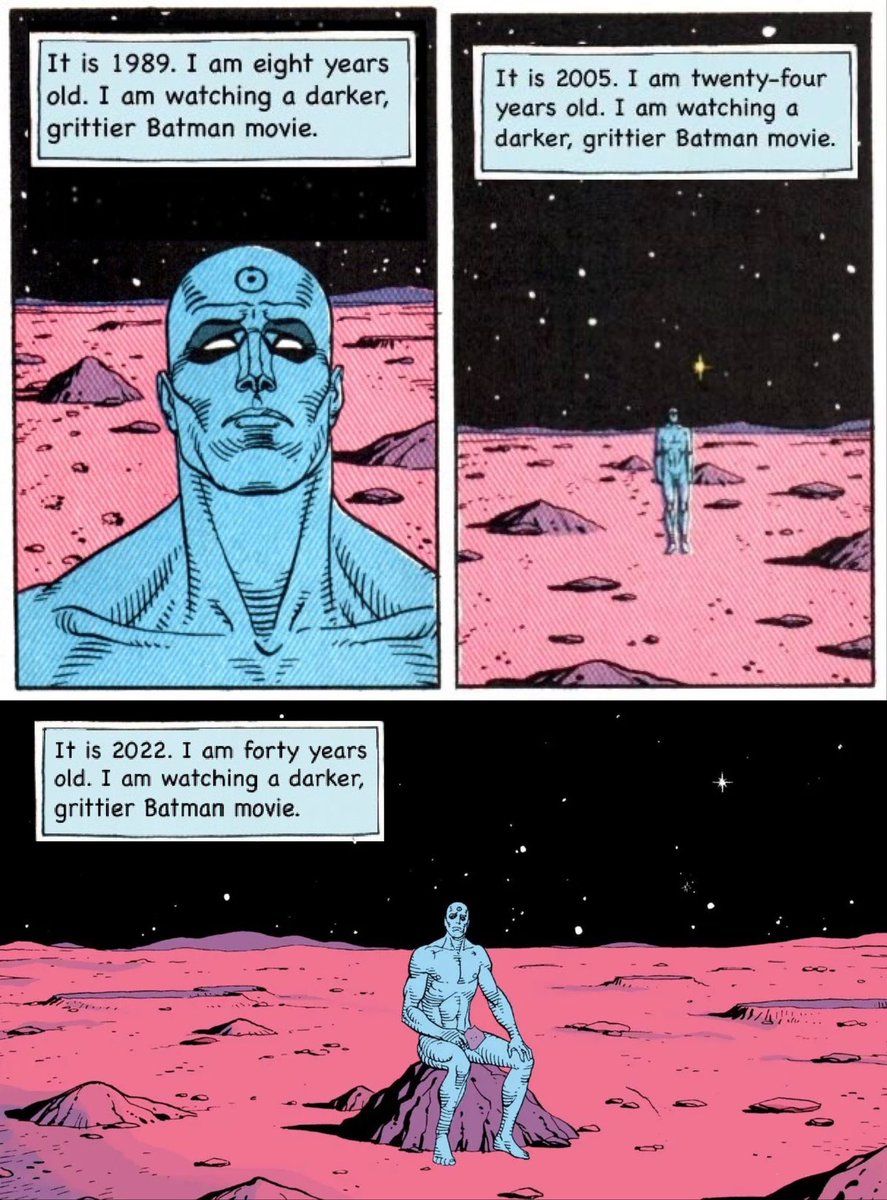 It is 1989. I am eight years
old. I am watching a darker,
grittier Batman movie.
It is 2005. I am twenty-four
years old. I am watching a
darker, grittier Batman movie.
It is 2022. I am forty years
old. I am watching a darker,
grittier Batman movie.